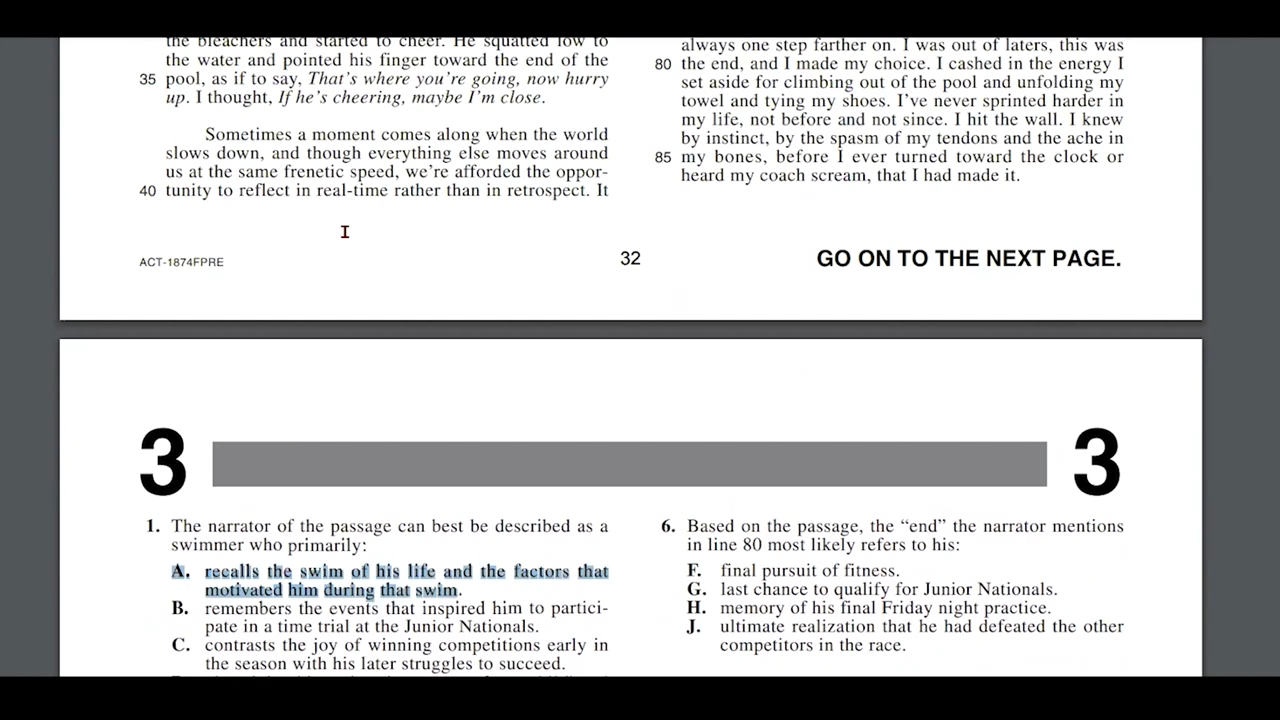 the bleachers and started to cheer. He squatted low to
the water and pointed his finger toward the end of the
35 pool, as if to say, That's where you're going, now hurry
up. I thought, If he's cheering, maybe I'm close.
Sometimes a moment comes along when the world
slows down, and though everything else moves around
us at the same frenetic speed, we're afforded the oppor-
40 tunity to reflect in real-time rather than in retrospect. It
always one step farther on. I was out of laters, this was
80 the end, and I made my choice. I cashed in the energy I
set aside for climbing out of the pool and unfolding my
towel and tying my shoes. I've never sprinted harder in
my life, not before and not since. I hit the wall. I knew
by instinct, by the spasm of my tendons and the ache in
85 my bones, before I ever turned toward the clock or
heard my coach scream, that I had made it.
ACT-1874FPRE
32
GO ON TO THE NEXT PAGE.
3
3
1. The narrator of the passage can best be described as a
swimmer who primarily:
A. recalls the swim of his life and the factors that
motivated him during that swim.
B. remembers the events that inspired him to partici-
pate in a time trial at the Junior Nationals.
C. contrasts the joy of winning competitions early in
the season with his later struggles to succeed.
6. Based on the passage, the “end” the narrator mentions
in line 80 most likely refers to his:
F. final pursuit of fitness.
G. last chance to qualify for Junior Nationals.
H. memory of his final Friday night practice.
J. ultimate realization that he had defeated the other
competitors in the race.